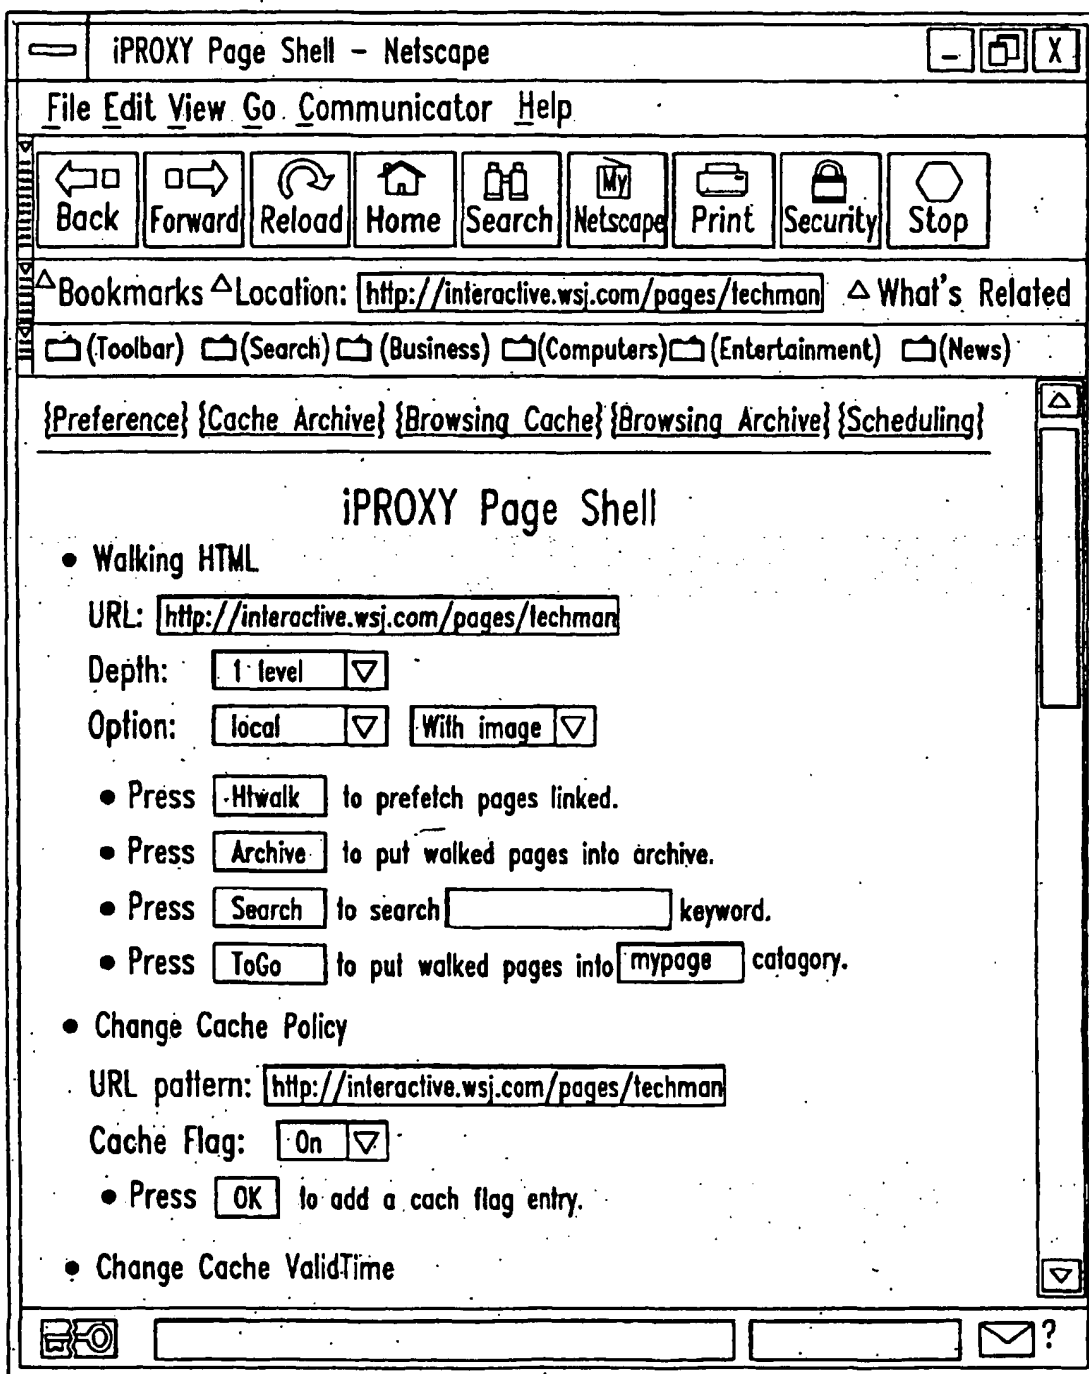 iPROXY Page Shell - Netscape
_ X
File Edit View Go Communicator Help
Back Forward Reload Home Search My Netscape Print Security Stop
Bookmarks Location: http://interactive.wsj.com/pages/techman What's Related
(Toolbar) (Search) (Business) (Computers) (Entertainment) (News)
{Preference} {Cache Archive} {Browsing Cache} {Browsing Archive} {Scheduling}
iPROXY Page Shell
• Walking HTML
URL: http://interactive.wsj.com/pages/techman
Depth: 1 level
Option: local With image
• Press Htwalk to prefetch pages linked.
• Press Archive to put walked pages into archive.
• Press Search to search keyword.
• Press ToGo to put walked pages into mypage catagory.
• Change Cache Policy
URL pattern: http://interactive.wsj.com/pages/techman
Cache Flag: On
• Press OK to add a cach flag entry.
• Change Cache ValidTime
?